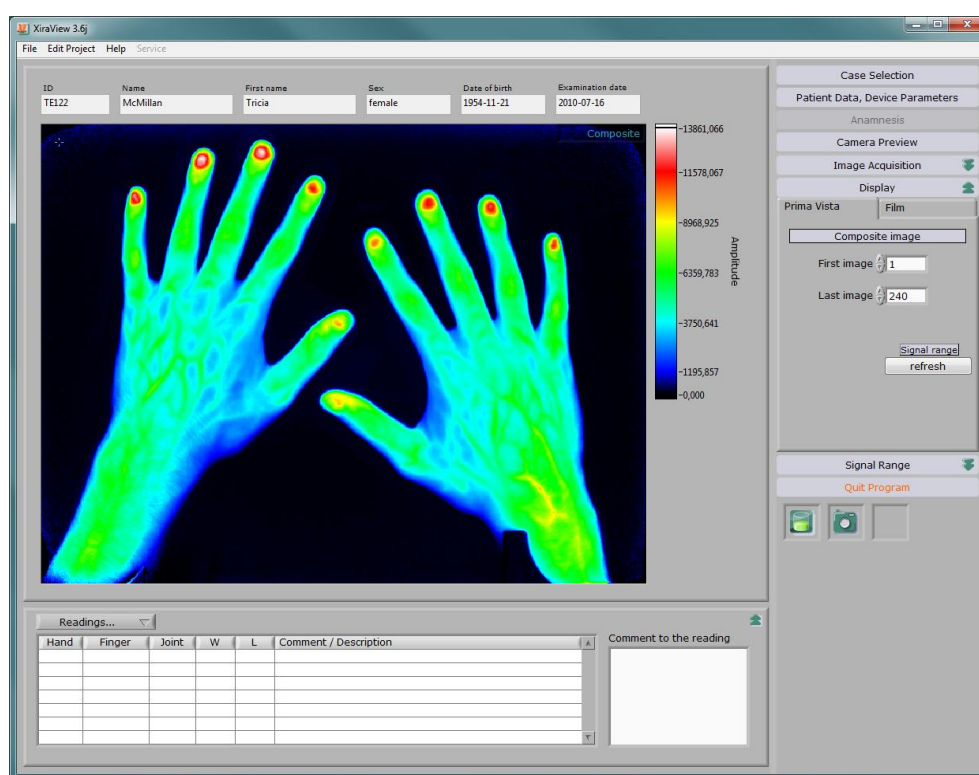 XiraView 3.6j
File Edit Project Help Service
ID Name First name Sex Date of birth Examination date
TE122 McMillan Tricia female 1954-11-21 2010-07-16
Composite
13861,066
11578,067
8968,925
6359,783
3750,641
1195,857
0,000
Amplitude
Case Selection
Patient Data, Device Parameters
Anamnesis
Camera Preview
Image Acquisition
Display
Prima Vista Film
Composite image
First image 1
Last image 240
Signal range
refresh
Signal Range
Quit Program
Readings...
Hand Finger Joint W L Comment / Description
Comment to the reading